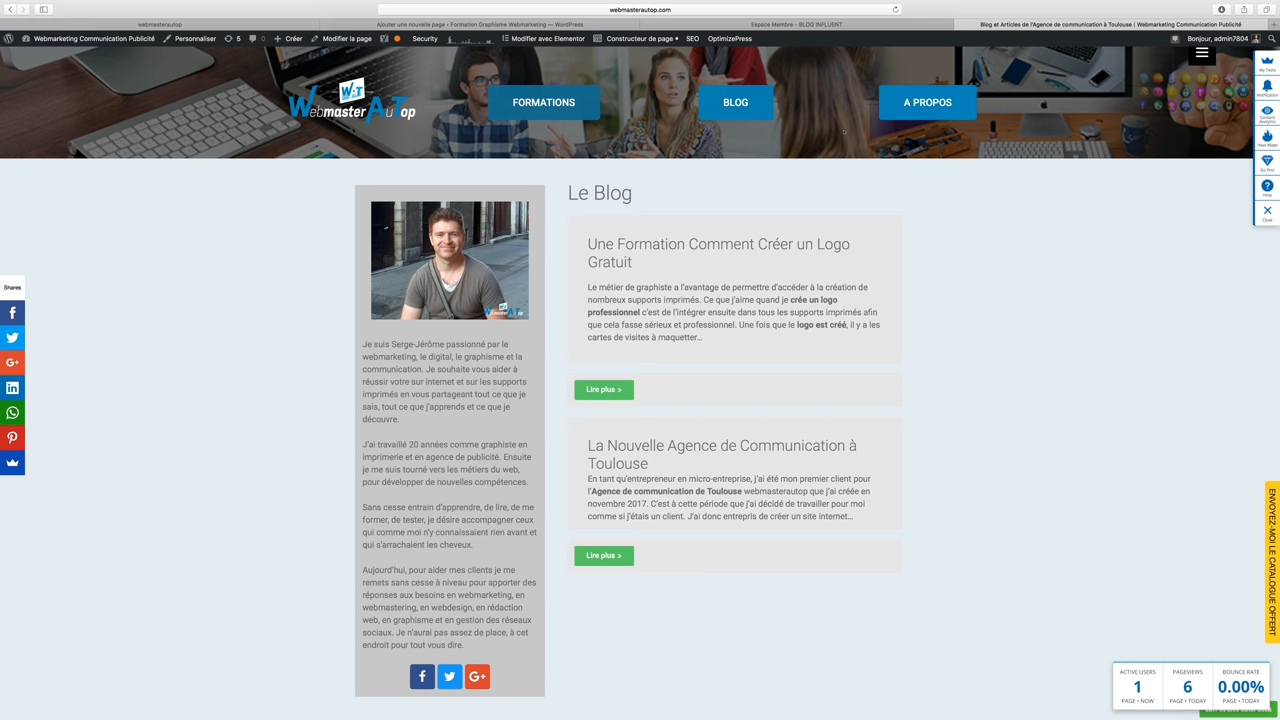 webmasterautop.com
webmasterautop
Ajouter une nouvelle page ‹ Formation Graphisme Webmarketing — WordPress
Espace Membre - BLOG INFLUENT
Blog et Articles de l'Agence de communication à Toulouse | Webmarketing Communication Publicité
Webmarketing Communication Publicité
Personnaliser
5
0
Créer
Modifier la page
Security
Modifier avec Elementor
Constructeur de page
SEO
OptimizePress
Bonjour, admin7804
WAT
WebmasterAuTop
FORMATIONS
BLOG
A PROPOS
My Tools
Notification
Content Analytics
Heat Maps
Go Pro!
Help
Close
Shares
Je suis Serge-Jérôme passionné par le
webmarketing, le digital, le graphisme et la
communication. Je souhaite vous aider à
réussir votre sur internet et sur les supports
imprimés en vous partageant tout ce que je
sais, tout ce que j'apprends et ce que je
découvre.
J'ai travaillé 20 années comme graphiste en
imprimerie et en agence de publicité. Ensuite
je me suis tourné vers les métiers du web,
pour développer de nouvelles compétences.
Sans cesse entrain d'apprendre, de lire, de me
former, de tester, je désire accompagner ceux
qui comme moi n'y connaissaient rien avant et
qui s'arrachaient les cheveux.
Aujourd'hui, pour aider mes clients je me
remets sans cesse à niveau pour apporter des
réponses aux besoins en webmarketing, en
webmastering, en webdesign, en rédaction
web, en graphisme et en gestion des réseaux
sociaux. Je n'aurai pas assez de place, à cet
endroit pour tout vous dire.
Le Blog
Une Formation Comment Créer un Logo
Gratuit
Le métier de graphiste a l'avantage de permettre d'accéder à la création de
nombreux supports imprimés. Ce que j'aime quand je crée un logo
professionnel c'est de l'intégrer ensuite dans tous les supports imprimés afin
que cela fasse sérieux et professionnel. Une fois que le logo est créé, il y a les
cartes de visites à maquetter…
Lire plus »
La Nouvelle Agence de Communication à
Toulouse
En tant qu'entrepreneur en micro-entreprise, j'ai été mon premier client pour
l'Agence de communication de Toulouse webmasterautop que j'ai créée en
novembre 2017. C'est à cette période que j'ai décidé de travailler pour moi
comme si j'étais un client. J'ai donc entrepris de créer un site internet…
Lire plus »
ENVOYEZ-MOI LE CATALOGUE OFFERT
ACTIVE USERS
1
PAGE • NOW
PAGEVIEWS
6
PAGE • TODAY
BOUNCE RATE
0.00%
PAGE • TODAY